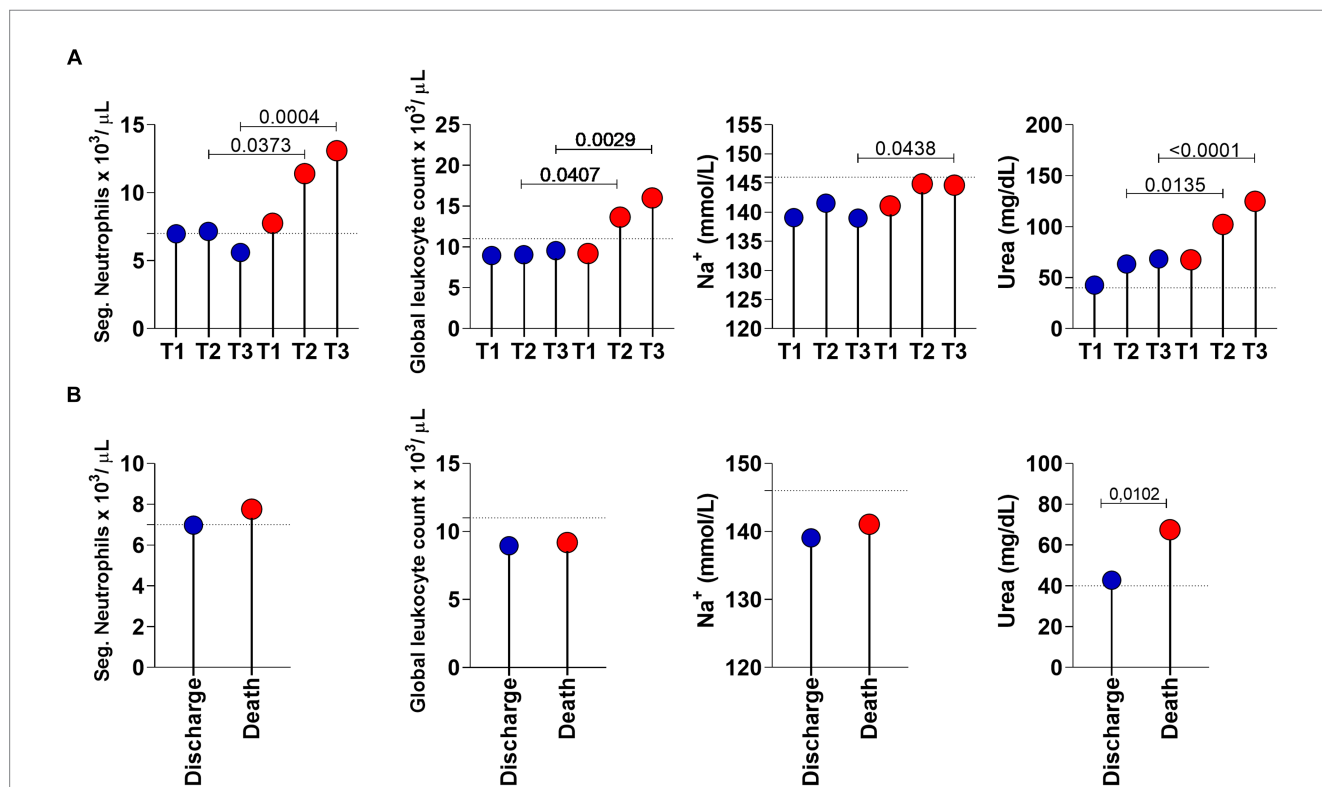 A
Seg. Neutrophils x 10³/ μL
15
10
5
0
0.0004
0.0373
T1 T2 T3 T1 T2 T3
Global leukocyte count x 10³/ μL
25
20
15
10
5
0
0.0029
0.0407
T1 T2 T3 T1 T2 T3
Na⁺ (mmol/L)
155
150
145
140
135
130
125
120
0.0438
T1 T2 T3 T1 T2 T3
Urea (mg/dL)
200
150
100
50
0
<0.0001
0.0135
T1 T2 T3 T1 T2 T3
B
Seg. Neutrophils x 10³/ μL
10
8
6
4
2
0
Discharge
Death
Global leukocyte count x 10³/ μL
15
10
5
0
Discharge
Death
Na⁺ (mmol/L)
150
140
130
120
Discharge
Death
Urea (mg/dL)
100
80
60
40
20
0
0,0102
Discharge
Death